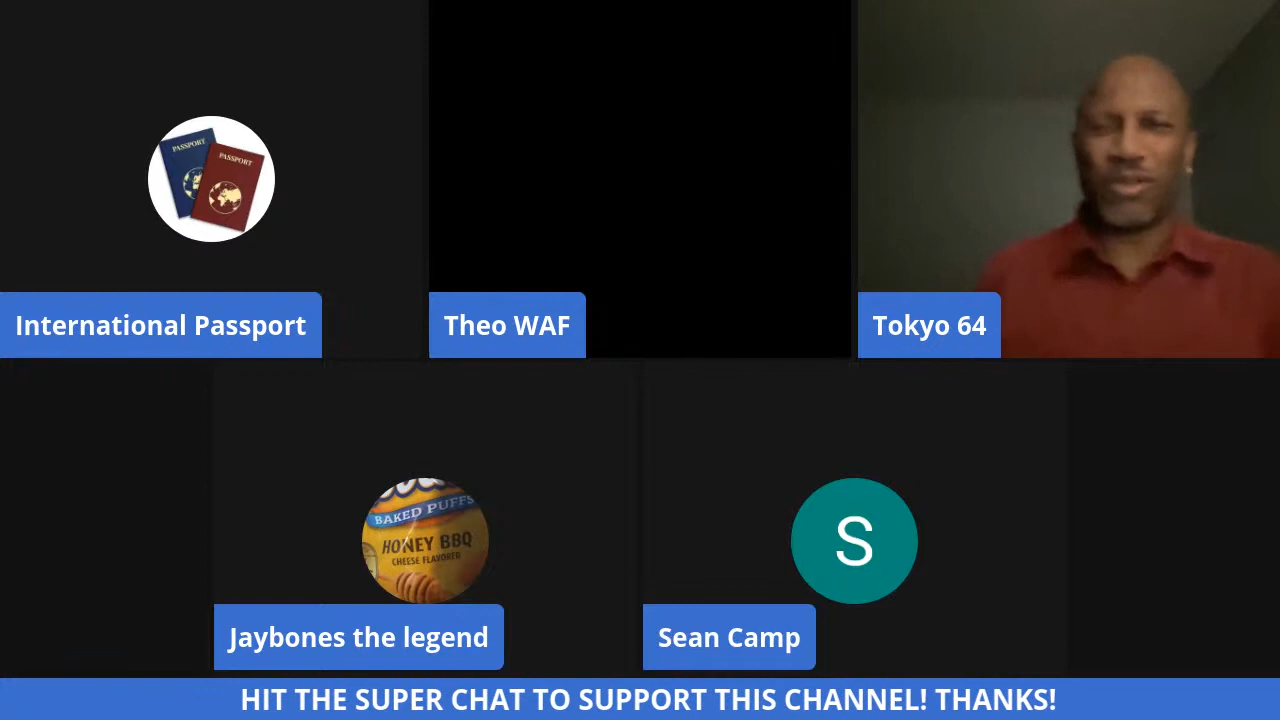 PASSPORT
PASSPORT
International Passport
Theo WAF
Tokyo 64
BAKED PUFFS
HONEY BBQ
CHEESE FLAVORED
Jaybones the legend
S
Sean Camp
HIT THE SUPER CHAT TO SUPPORT THIS CHANNEL! THANKS!